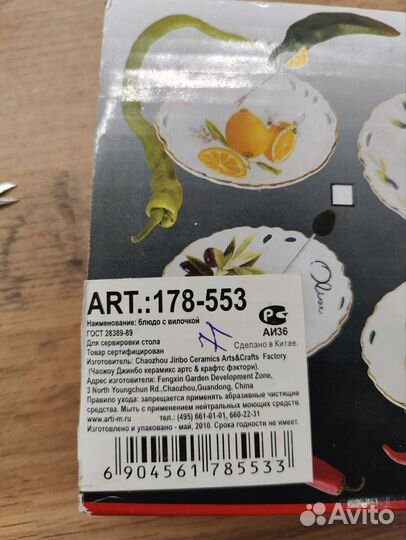 Olive
ART.:178-553
Наименование: блюдо с вилочкой
ГОСТ 28389-89
Для сервировки стола
Товар сертифицирован
71
РС
АИ36
Сделано в Китае.
Изготовитель: Chaozhou Jinbo Ceramics Arts&Crafts Factory
(Чаожоу Джинбо керамикс артс & крафтс фэктори).
Адрес изготовителя: Fengxin Garden Development Zone,
3 North Youngchun Rd.,Chaozhou,Guandong, China
Правило ухода: запрещается применять абразивные чистящие
средства. Мыть с применением нейтральных моющих средств.
www.arti-m.ru тел.: (495) 661-01-01, 660-22-31
Изготовлено и упаковано - май, 2010. Срока годности не имеет.
6 904561 785533
Avito